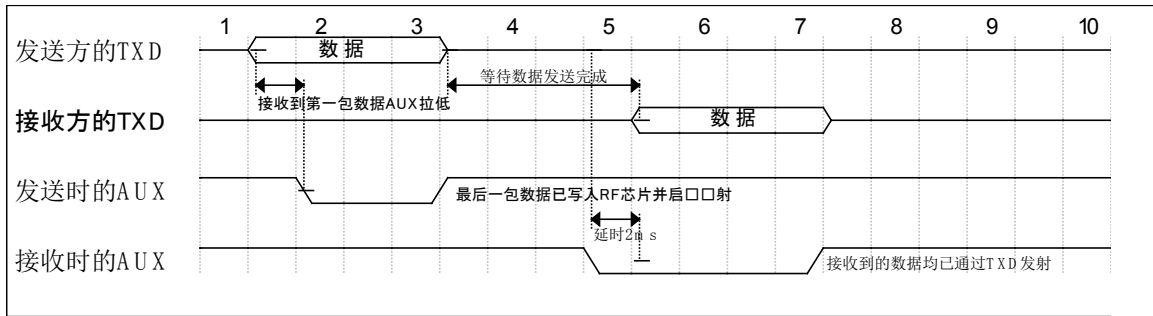 1 2 3 4 5 6 7 8 9 10
发送方的TXD
数据
等待数据发送完成
接收到第一包数据AUX拉低
接收方的TXD
数据
发送时的AUX
最后一包数据已写入RF芯片并启□□射
延时2ms
接收时的AUX
接收到的数据均已通过TXD发射